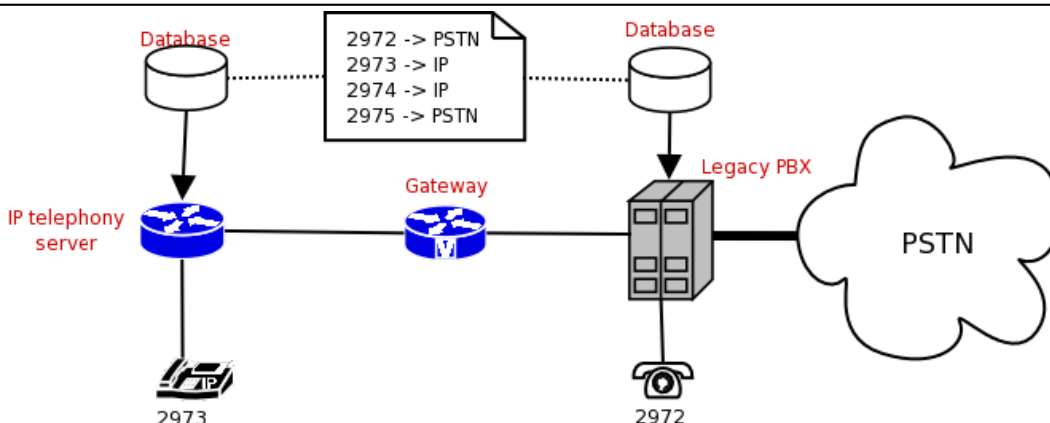 Database
2972 -> PSTN
2973 -> IP
2974 -> IP
2975 -> PSTN
Database
Legacy PBX
Gateway
IP telephony
server
V
PSTN
IP
2973
2972